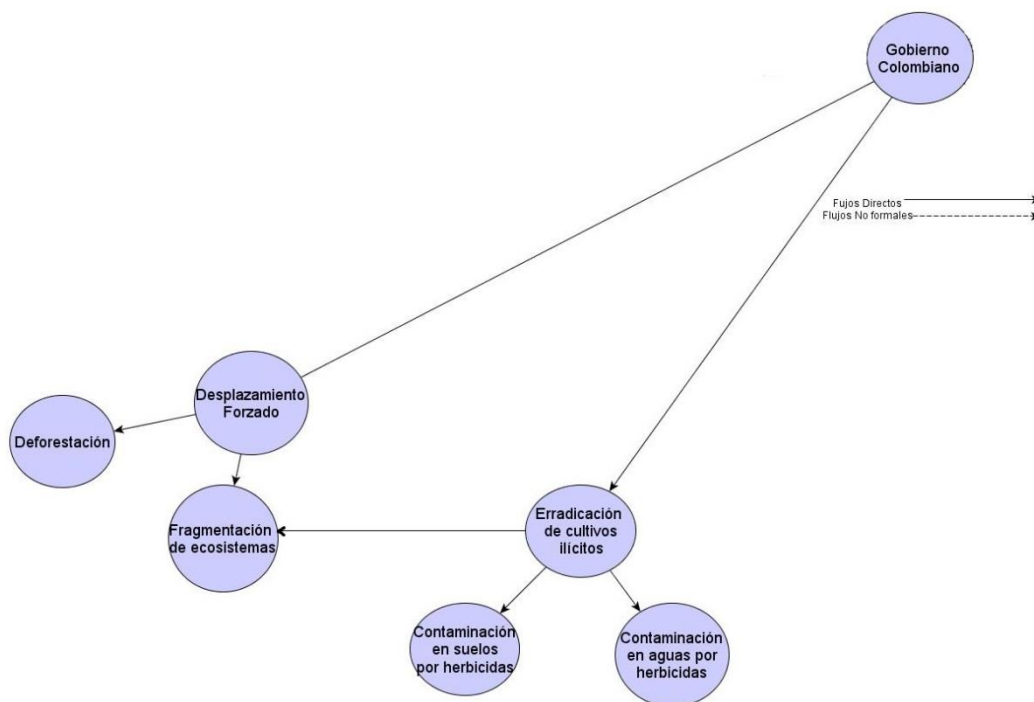 Gobierno
Colombiano
Fujos Directos
Flujos No formales
Desplazamiento
Forzado
Deforestación
Fragmentación
de ecosistemas
Erradicación
de cultivos
ilícitos
Contaminación
en suelos
por herbicidas
Contaminación
en aguas por
herbicidas